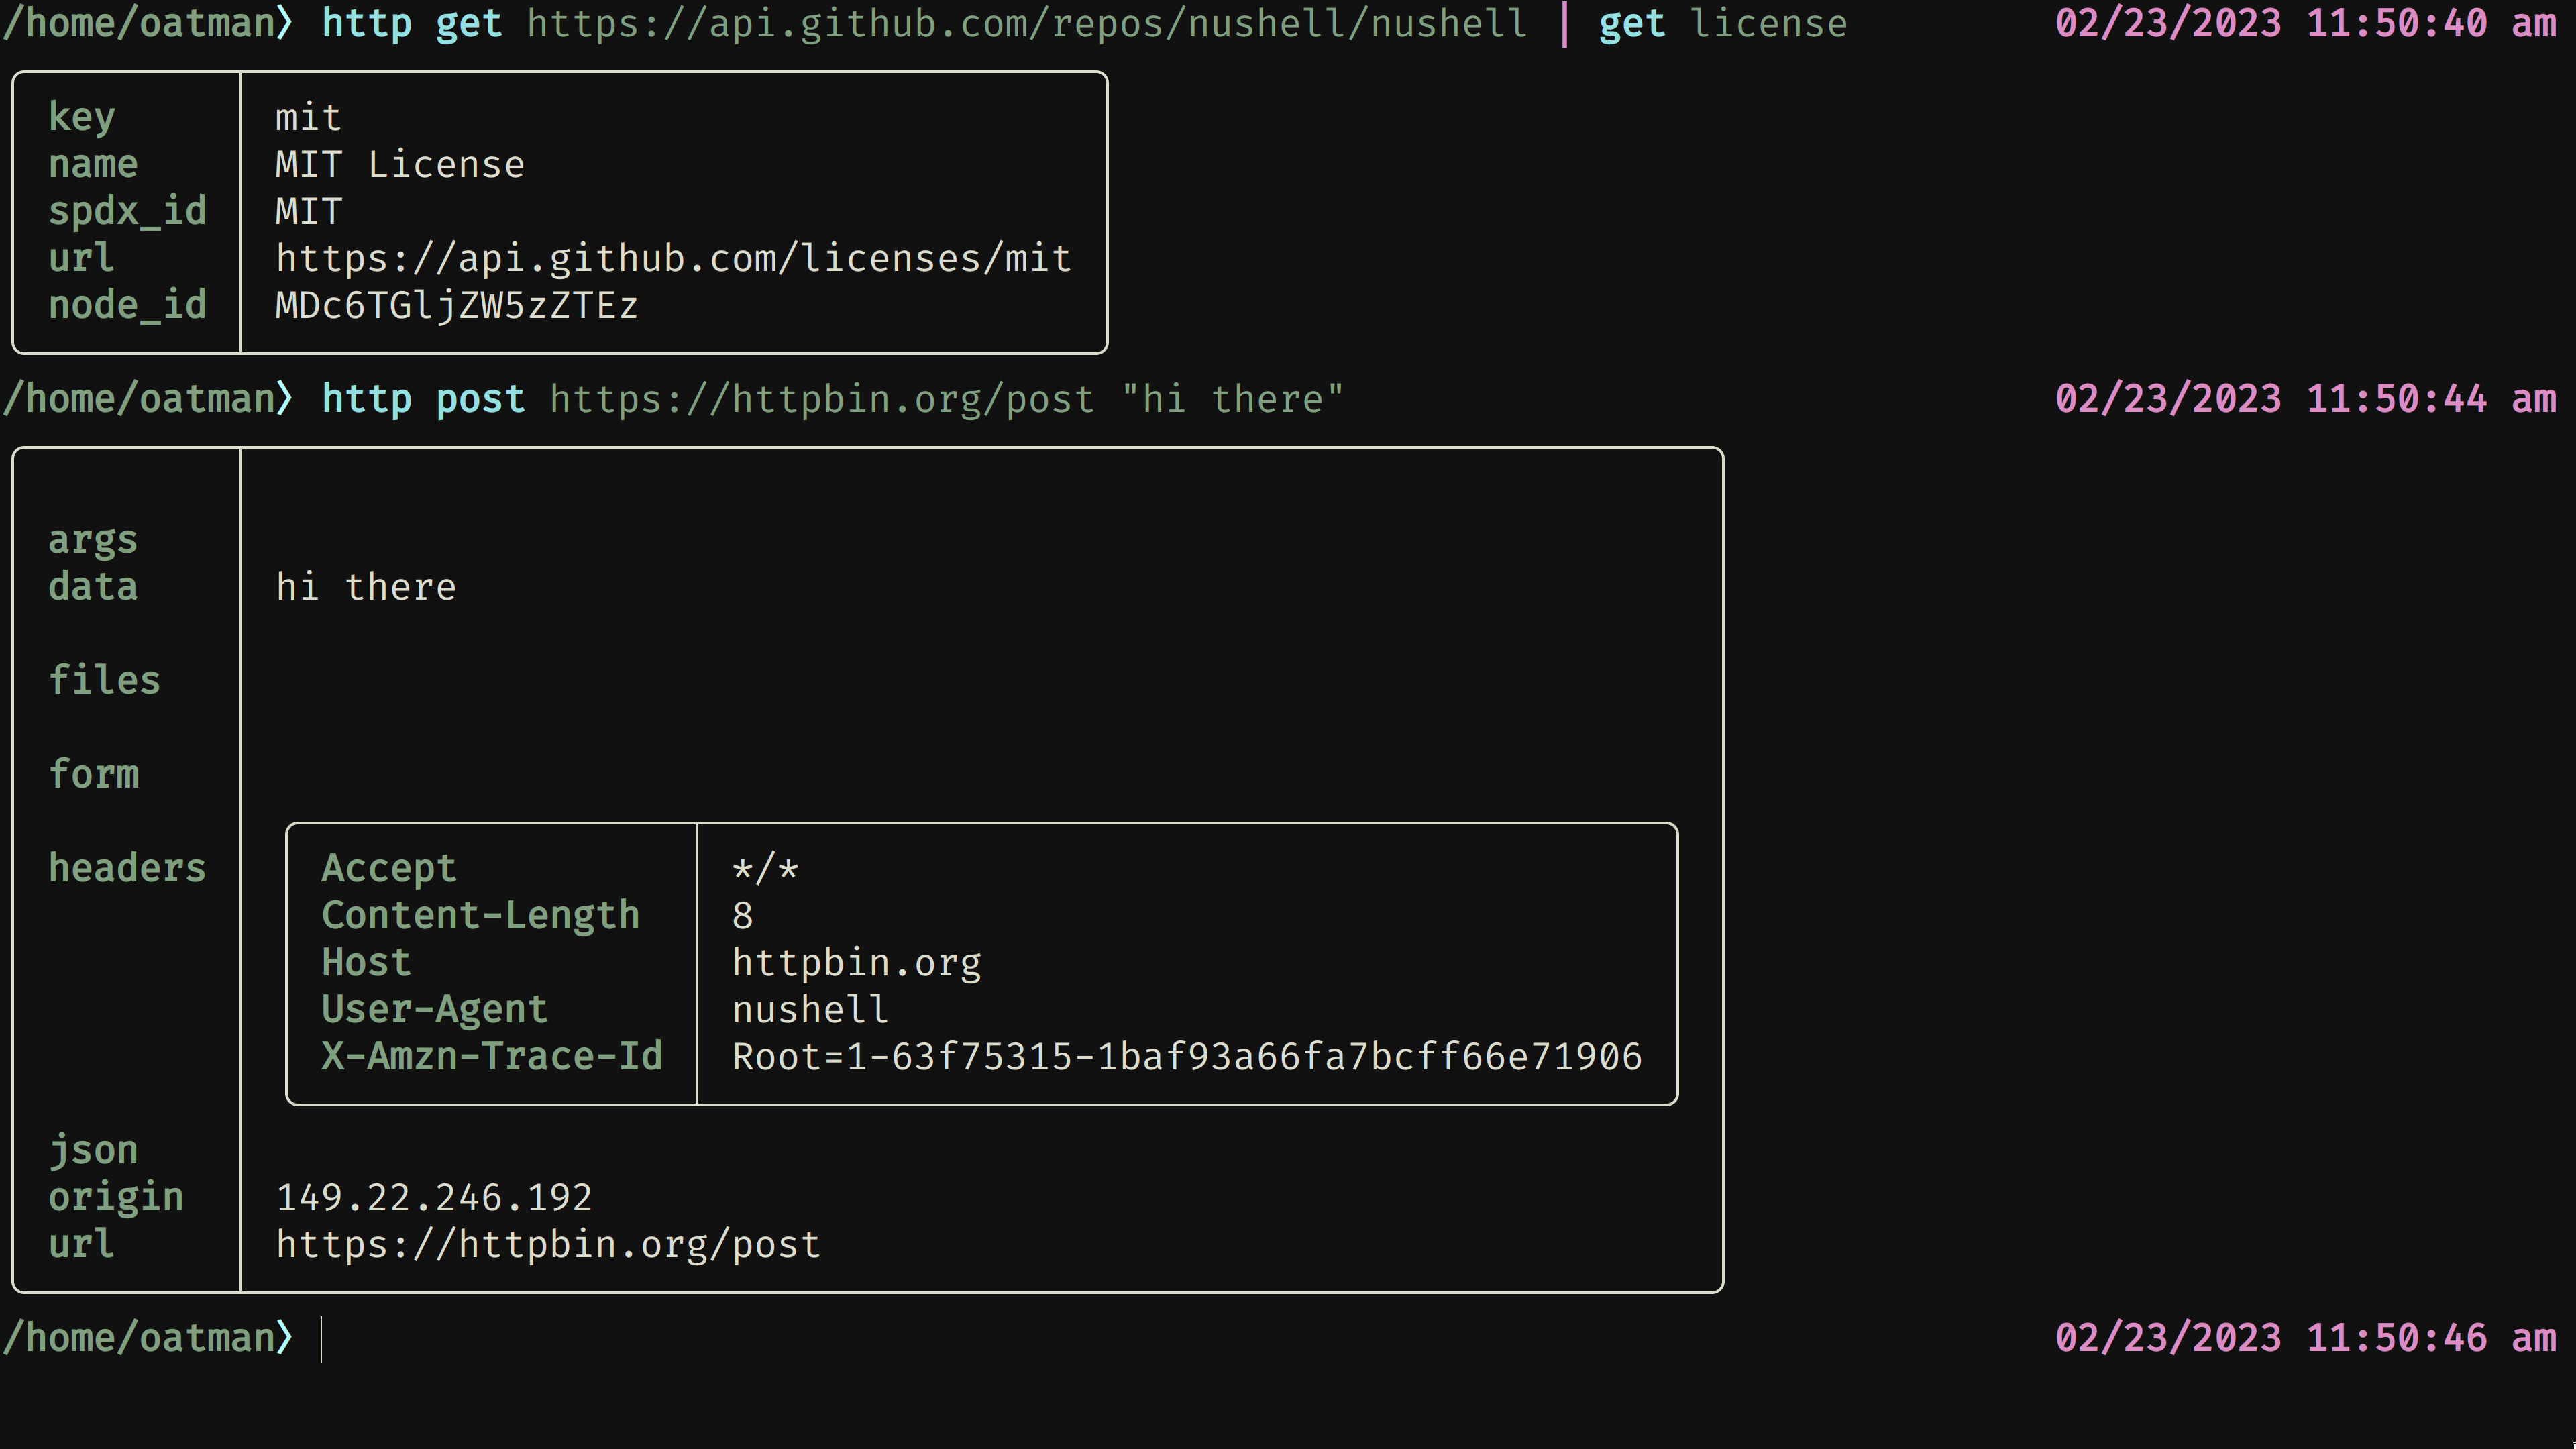 /home/oatman〉 http get https://api.github.com/repos/nushell/nushell | get license 02/23/2023 11:50:40 am
key mit
name MIT License
spdx_id MIT
url https://api.github.com/licenses/mit
node_id MDc6TGljZW5zZTEz
/home/oatman〉 http post https://httpbin.org/post "hi there" 02/23/2023 11:50:44 am
args
data hi there
files
form
headers Accept */*
Content-Length 8
Host httpbin.org
User-Agent nushell
X-Amzn-Trace-Id Root=1-63f75315-1baf93a66fa7bcff66e71906
json
origin 149.22.246.192
url https://httpbin.org/post
/home/oatman〉 02/23/2023 11:50:46 am